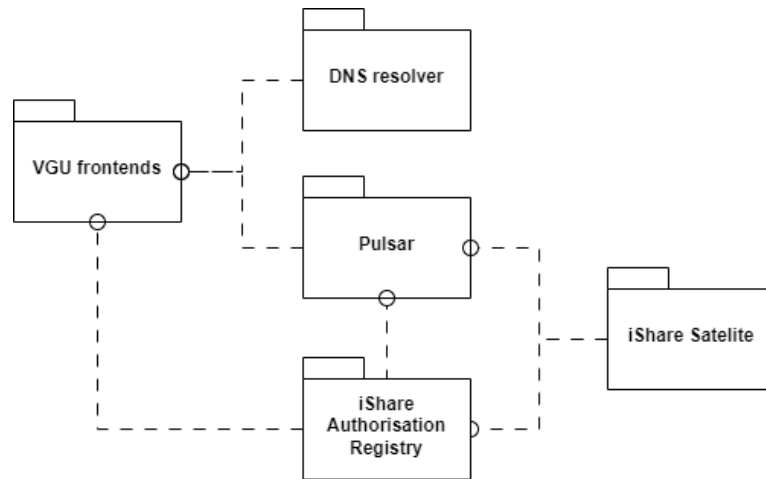 DNS resolver
VGU frontends
Pulsar
iShare Satelite
iShare
Authorisation
Registry